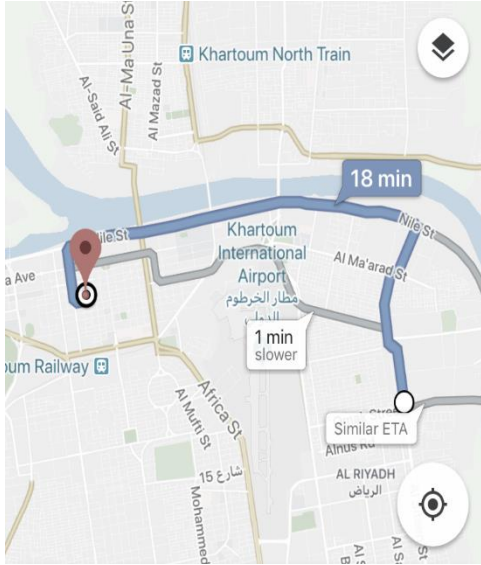 Al-Ma Una St
Khartoum North Train
Al-Said Ali St
Al Mazad St
18 min
Nile St
Nile St
Khartoum
International
Airport
مطار الخرطوم
الدولي
Al Ma'arad St
a Ave
1 min
slower
oum Railway
Africa St
Al Mufti St
Similar ETA
شارع 15
AL RIYADH
الرياض
Mohammed